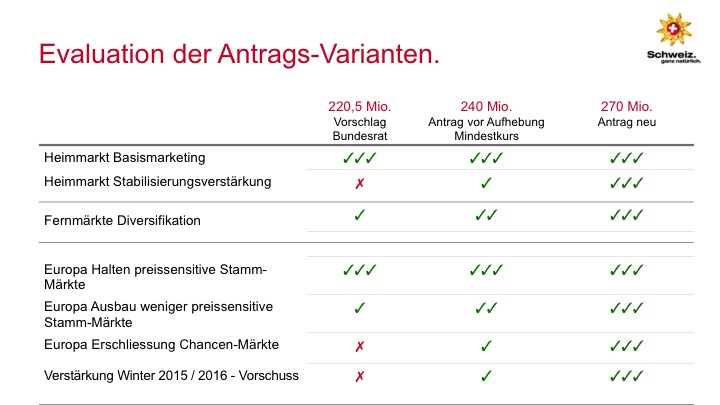 Evaluation der Antrags-Varianten.
Schweiz.
ganz natürlich.
220,5 Mio.
Vorschlag
Bundesrat
240 Mio.
Antrag vor Aufhebung
Mindestkurs
270 Mio.
Antrag neu
Heimmarkt Basismarketing ✓✓✓ ✓✓✓ ✓✓✓
Heimmarkt Stabilisierungsverstärkung ✗ ✓ ✓✓✓
Fernmärkte Diversifikation ✓ ✓✓ ✓✓✓
Europa Halten preissensitive Stamm- ✓✓✓ ✓✓✓ ✓✓✓
Märkte
Europa Ausbau weniger preissensitive ✓ ✓✓ ✓✓✓
Stamm-Märkte
Europa Erschliessung Chancen-Märkte ✗ ✓ ✓✓✓
Verstärkung Winter 2015 / 2016 - Vorschuss ✗ ✓ ✓✓✓